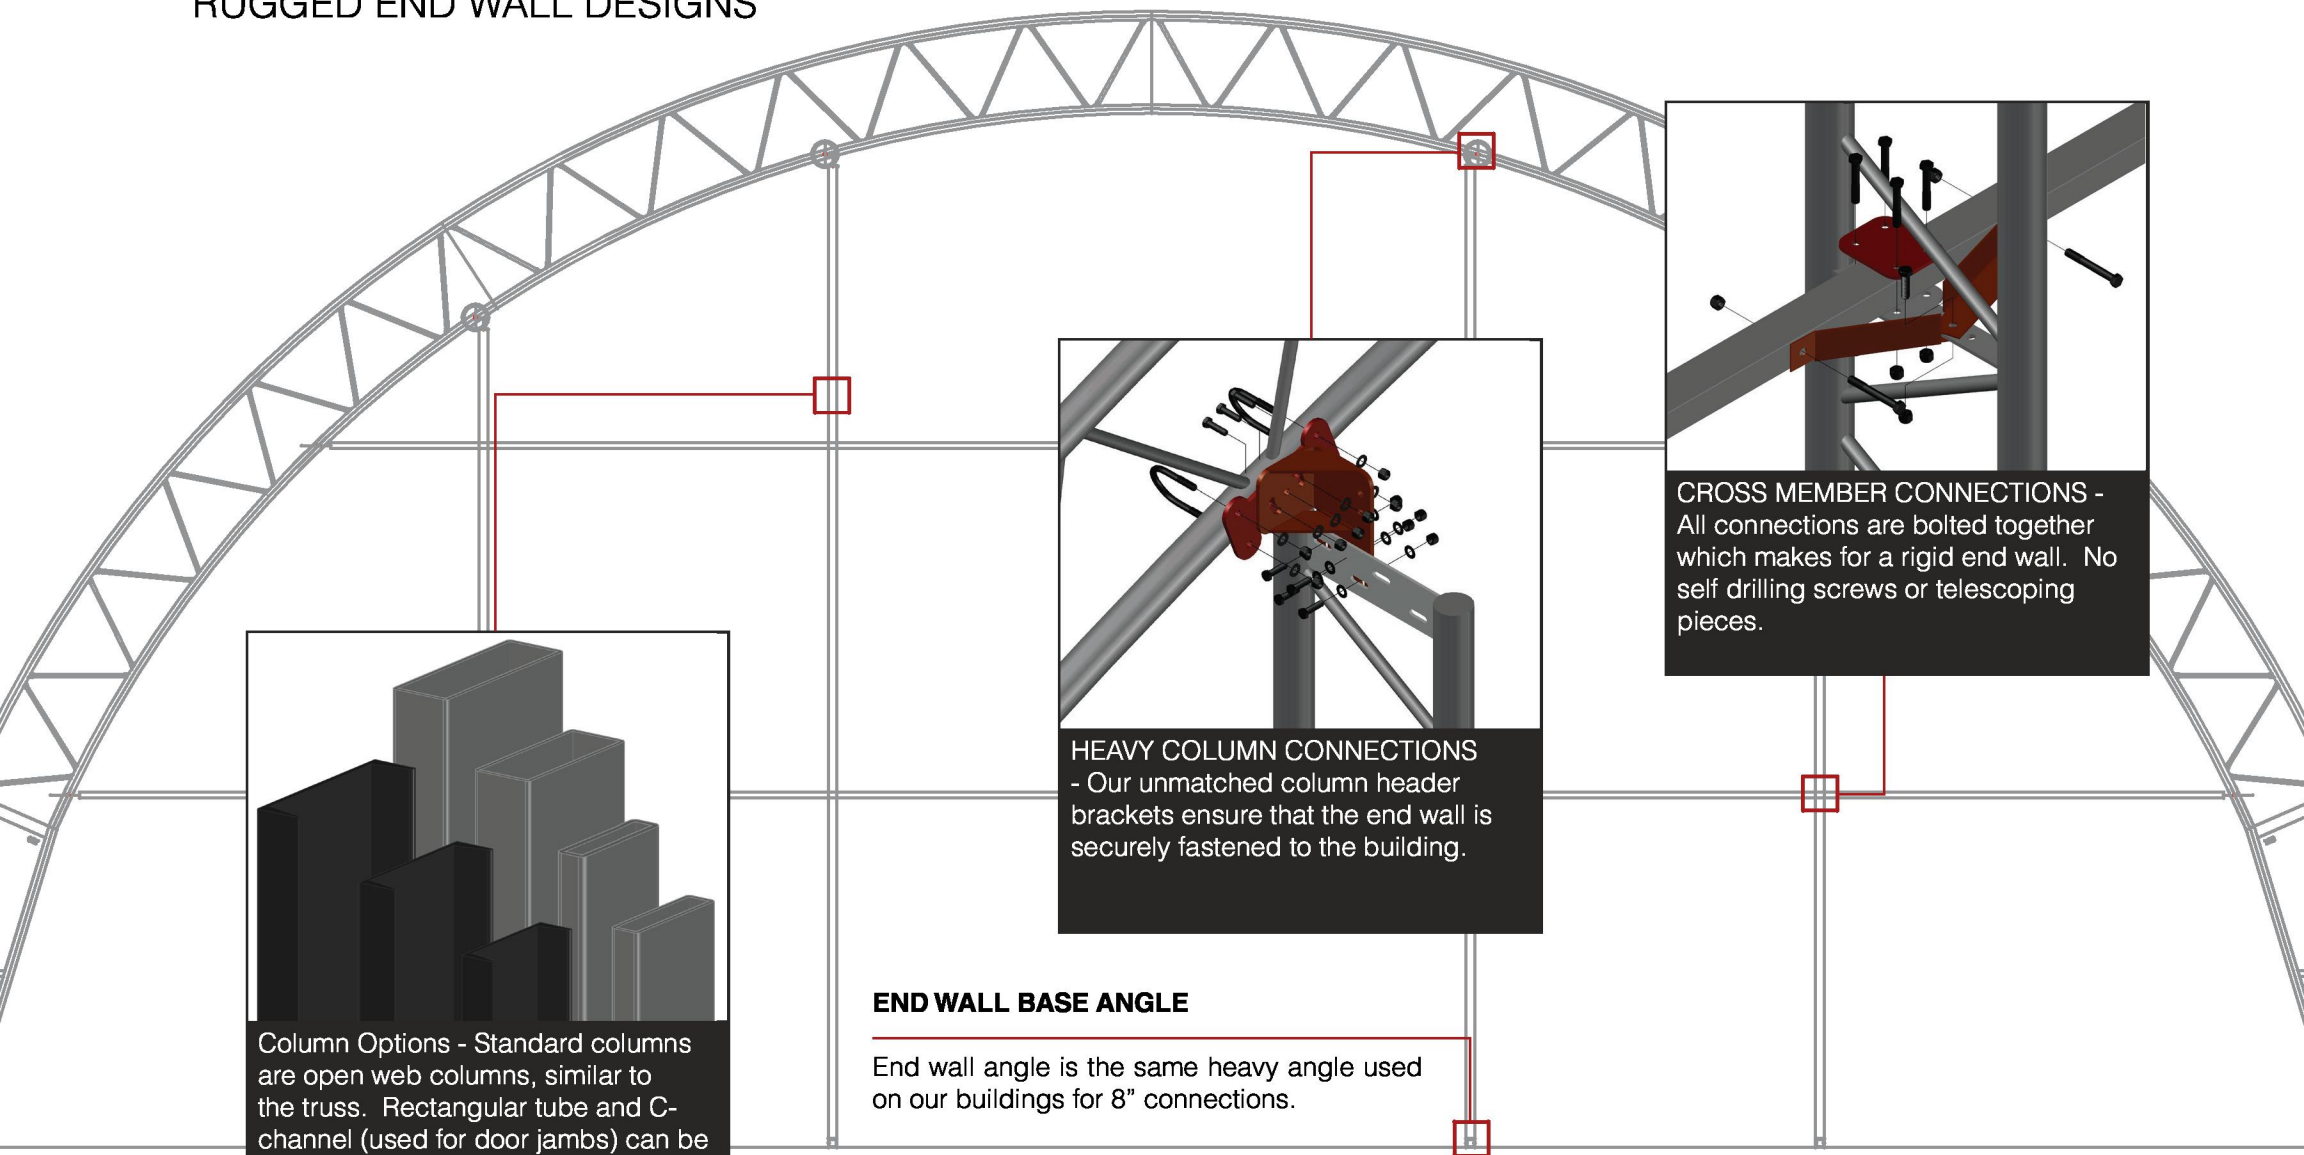 RUGGED END WALL DESIGNS
CROSS MEMBER CONNECTIONS -
All connections are bolted together
which makes for a rigid end wall.  No
self drilling screws or telescoping
pieces.
HEAVY COLUMN CONNECTIONS
- Our unmatched column header
brackets ensure that the end wall is
securely fastened to the building.
END WALL BASE ANGLE
End wall angle is the same heavy angle used
on our buildings for 8” connections.
Column Options - Standard columns
are open web columns, similar to
the truss.  Rectangular tube and C-
channel (used for door jambs) can be